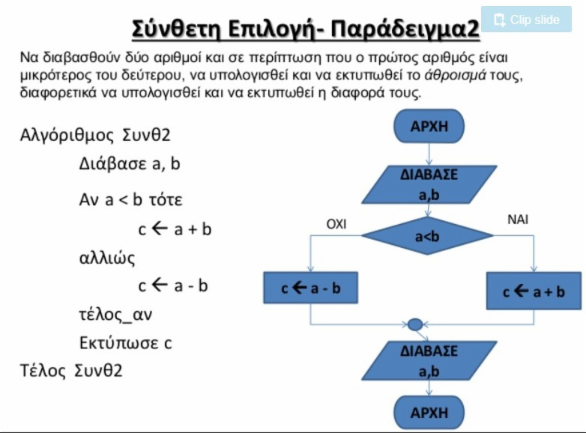 Σύνθετη Επιλογή- Παράδειγμα2
Clip slide
Να διαβασθούν δύο αριθμοί και σε περίπτωση που ο πρώτος αριθμός είναι
μικρότερος του δεύτερου, να υπολογισθεί και να εκτυπωθεί το άθροισμά τους,
διαφορετικά να υπολογισθεί και να εκτυπωθεί η διαφορά τους.
Αλγόριθμος Συνθ2
Διάβασε a, b
Αν a < b τότε
c ← a + b
αλλιώς
c ← a - b
τέλος_αν
Εκτύπωσε c
Τέλος Συνθ2
ΑΡΧΗ
ΔΙΑΒΑΣΕ
a,b
ΟΧΙ
ΝΑΙ
a<b
c ← a - b
c ← a + b
ΔΙΑΒΑΣΕ
a,b
ΑΡΧΗ